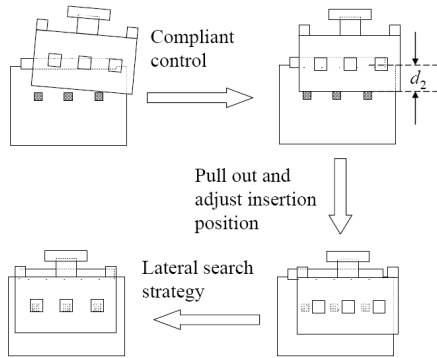 Compliant
control
d₂
Pull out and
adjust insertion
position
Lateral search
strategy